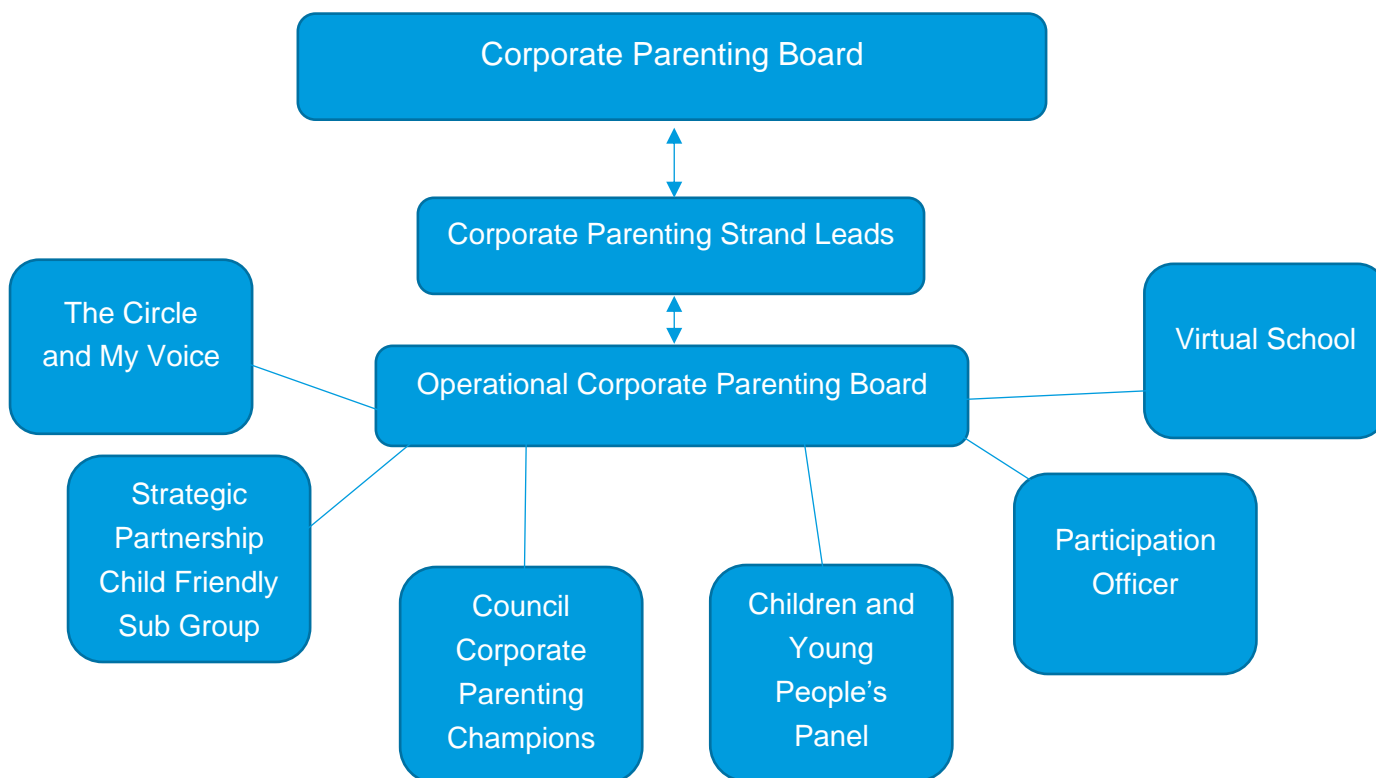 Corporate Parenting Board
Corporate Parenting Strand Leads
The Circle
and My Voice
Virtual School
Operational Corporate Parenting Board
Strategic
Partnership
Child Friendly
Sub Group
Council
Corporate
Parenting
Champions
Children and
Young
People’s
Panel
Participation
Officer